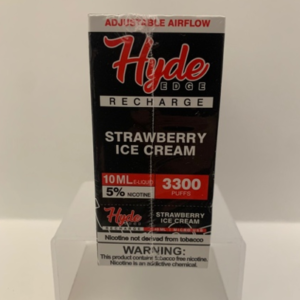 ADJUSTABLE AIRFLOW
Hyde
EDGE
RECHARGE
STRAWBERRY
ICE CREAM
10ML E-LIQUID
5% NICOTINE
3300
PUFFS
Hyde
STRAWBERRY
ICE CREAM
RECHARGE
Nicotine not derived from tobacco
WARNING:
This product contains tobacco free nicotine.
Nicotine is an addictive chemical.